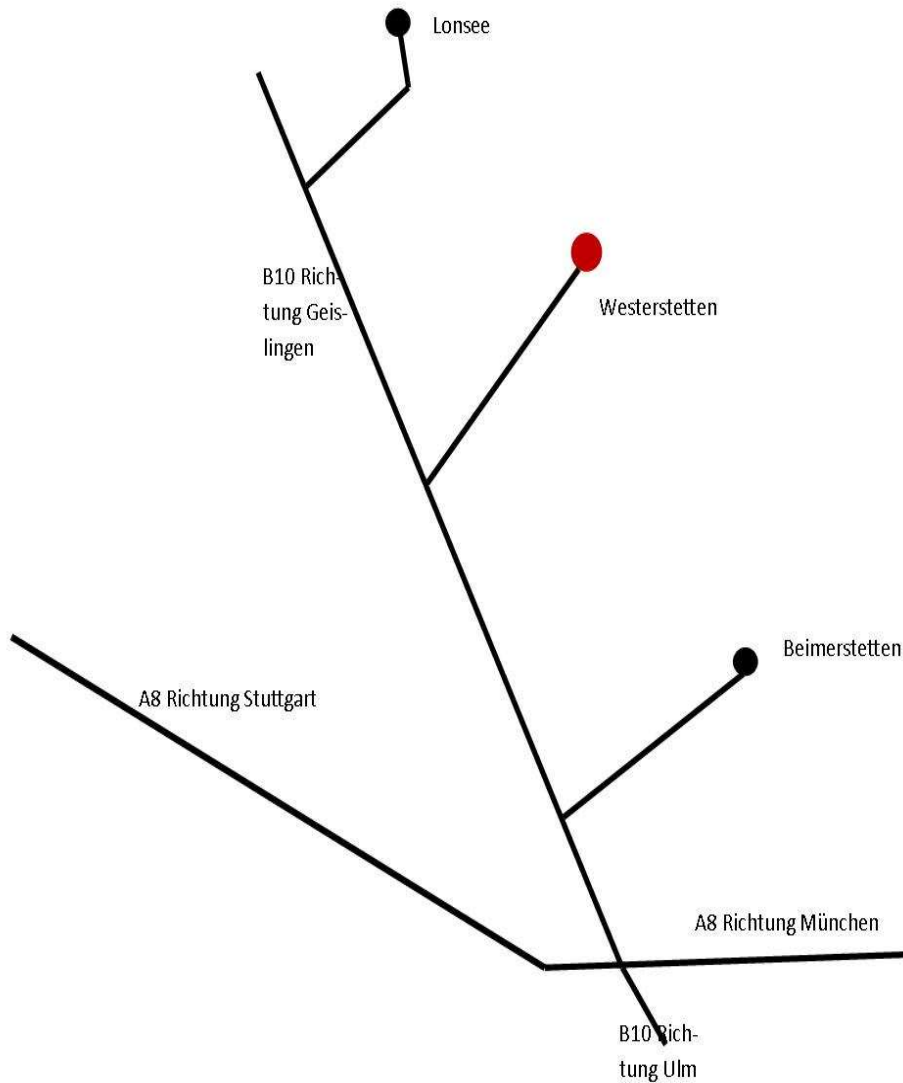 Lonsee
B10 Rich-
tung Geis-
lingen
Westerstetten
Beimerstetten
A8 Richtung Stuttgart
A8 Richtung München
B10 Rich-
tung Ulm